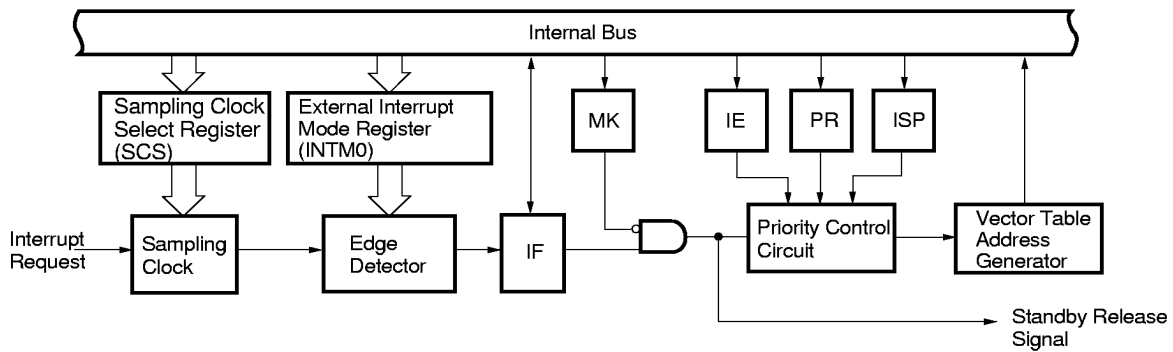 Internal Bus
Sampling Clock
Select Register
(SCS)
External Interrupt
Mode Register
(INTM0)
MK
IE
PR
ISP
Interrupt
Request
Sampling
Clock
Edge
Detector
IF
Priority Control
Circuit
Vector Table
Address
Generator
Standby Release
Signal